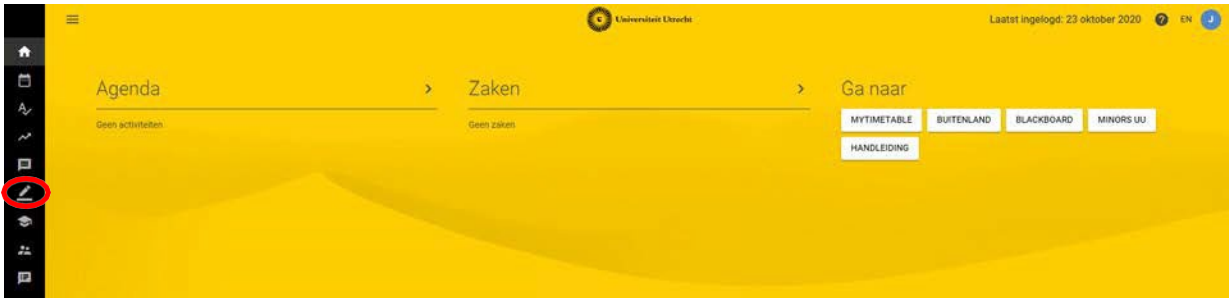 Universiteit Utrecht
Laatst ingelogd: 23 oktober 2020 ? EN J
Agenda
Geen activiteiten
Zaken
Geen zaken
Ga naar
MYTIMETABLE BUITENLAND BLACKBOARD MINORS UU
HANDLEIDING